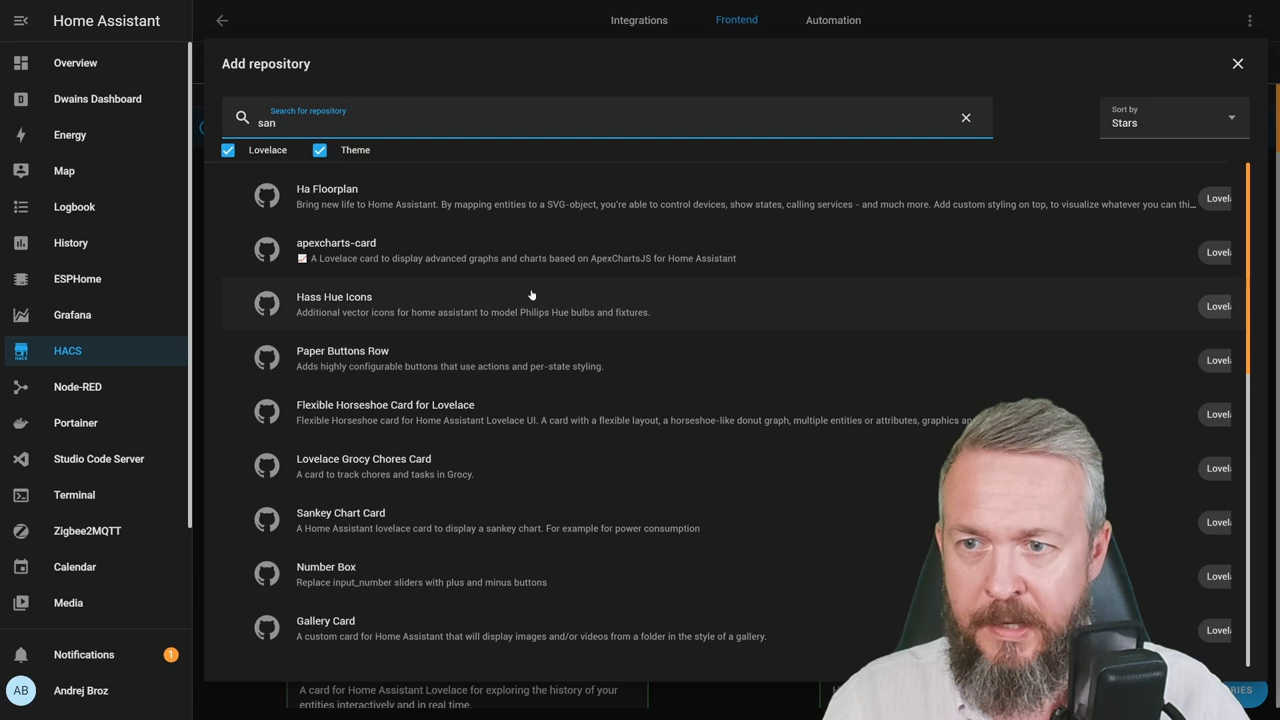 Home Assistant
Integrations
Frontend
Automation
Overview
Dwains Dashboard
Energy
Map
Logbook
History
ESPHome
Grafana
HACS
HACS
Node-RED
Portainer
Studio Code Server
Terminal
Zigbee2MQTT
Calendar
Media
Notifications
1
AB
Andrej Broz
Add repository
Search for repository
san
Sort by
Stars
Lovelace
Theme
Ha Floorplan
Bring new life to Home Assistant. By mapping entities to a SVG-object, you're able to control devices, show states, calling services - and much more. Add custom styling on top, to visualize whatever you can thi...
Lovel
apexcharts-card
A Lovelace card to display advanced graphs and charts based on ApexChartsJS for Home Assistant
Lovel
Hass Hue Icons
Additional vector icons for home assistant to model Philips Hue bulbs and fixtures.
Lovel
Paper Buttons Row
Adds highly configurable buttons that use actions and per-state styling.
Lovel
Flexible Horseshoe Card for Lovelace
Flexible Horseshoe card for Home Assistant Lovelace UI. A card with a flexible layout, a horseshoe-like donut graph, multiple entities or attributes, graphics an
Lovel
Lovelace Grocy Chores Card
A card to track chores and tasks in Grocy.
Lovel
Sankey Chart Card
A Home Assistant lovelace card to display a sankey chart. For example for power consumption
Lovel
Number Box
Replace input_number sliders with plus and minus buttons
Lovel
Gallery Card
A custom card for Home Assistant that will display images and/or videos from a folder in the style of a gallery.
Lovel
A card for Home Assistant Lovelace for exploring the history of your
entities interactively and in real time.
RIES